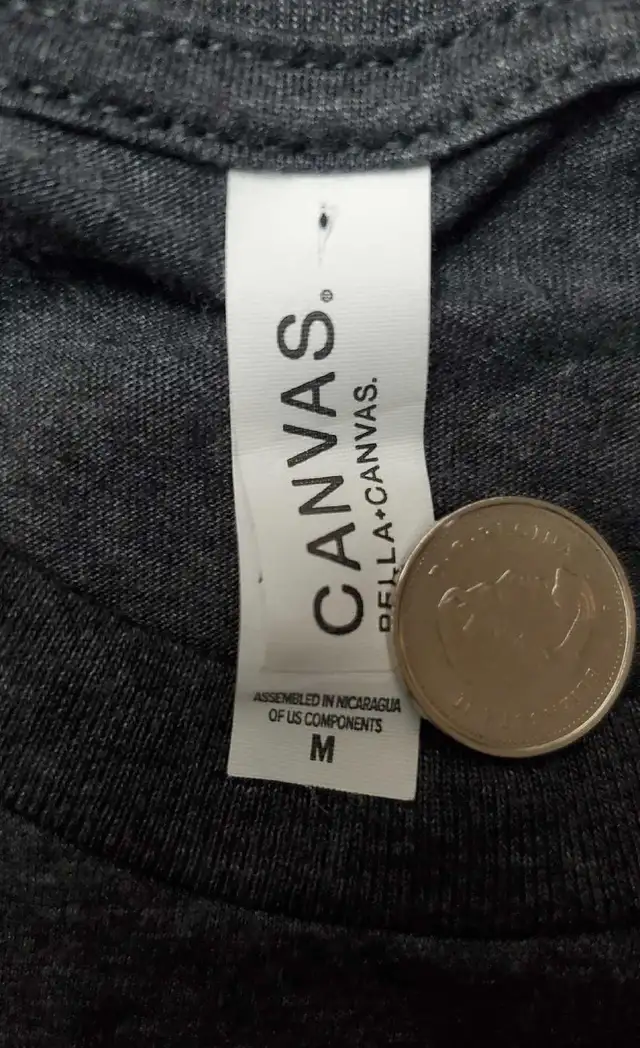 CANVAS.®
BELLA+CANVAS.
ASSEMBLED IN NICARAGUA
OF US COMPONENTS
M